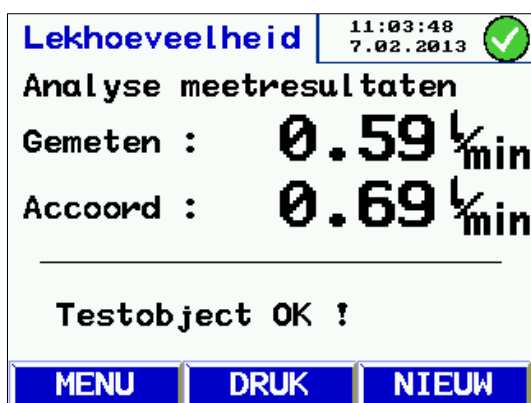 Lekhoeveelheid 11:03:48
7.02.2013
Analyse meetresultaten
Gemeten : 0.59 L/min
Accoord : 0.69 L/min
Testobject OK !
MENU DRUK NIEUW